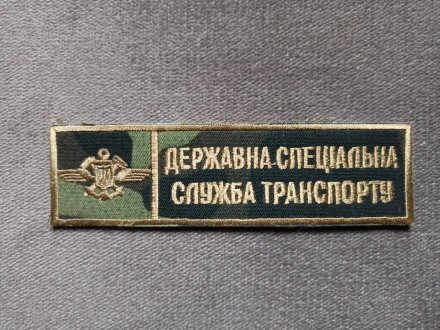 ДЕРЖАВНА СПЕЦІАЛЬНА
СЛУЖБА ТРАНСПОРТУ